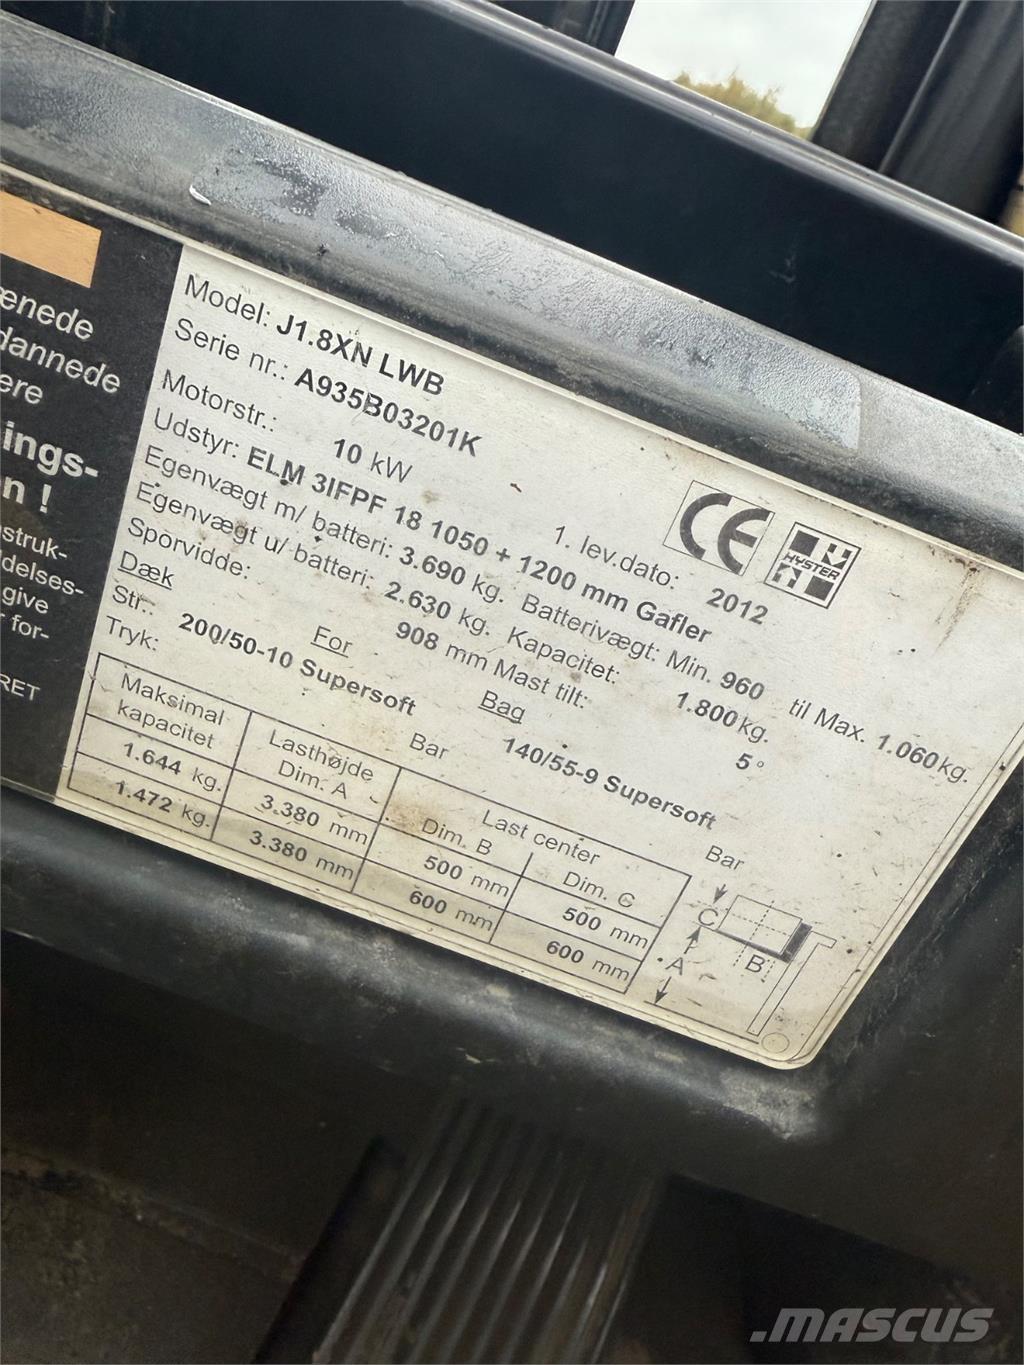 ænede
dannede
ere
ings-
n !
struk-
delses-
give
for-
RET
Model: J1.8XN LWB
Serie nr.: A935B03201K
Motorstr.: 10 kW 1. lev.dato: 2012
Udstyr: ELM 3IFPF 18 1050 + 1200 mm Gafler
Egenvægt m/ batteri: 3.690 kg. Batterivægt: Min. 960 til Max. 1.060 kg.
Egenvægt u/ batteri: 2.630 kg. Kapacitet: 1.800 kg.
Sporvidde: 908 mm Mast tilt: 5°
Dæk For Bag
Str.: 200/50-10 Supersoft 140/55-9 Supersoft
Tryk: Bar Bar
Maksimal kapacitet Lasthøjde Dim. A Last center Dim. B Dim. C
1.644 kg. 3.380 mm 500 mm 500 mm
1.472 kg. 3.380 mm 600 mm 600 mm
CE
HYSTER
C
A
B
.MASCUS